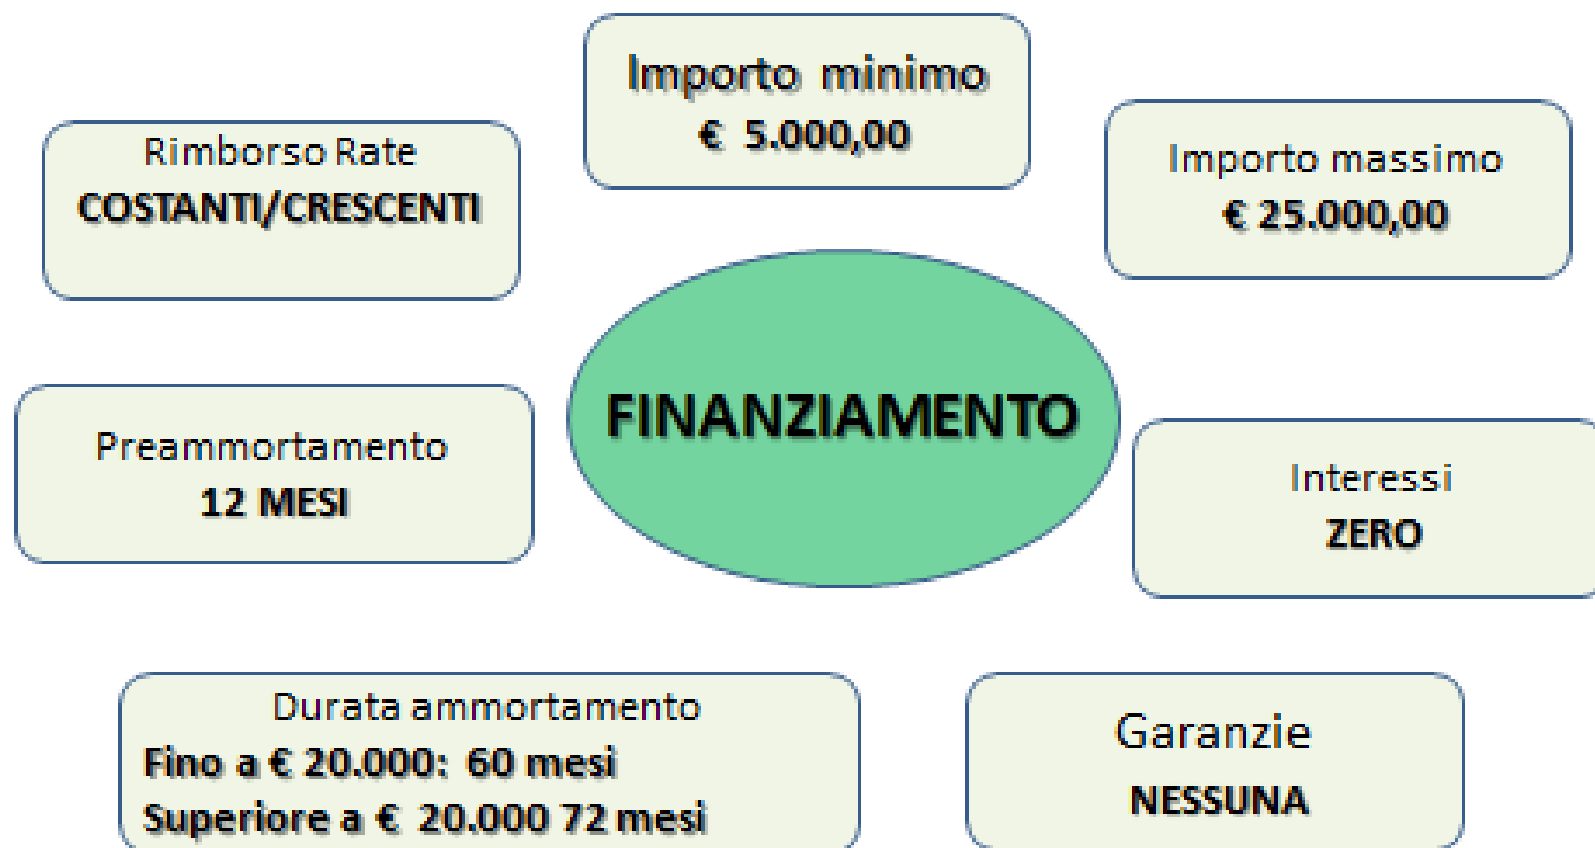 Importo minimo
€ 5.000,00
Rimborso Rate
COSTANTI/CRESCENTI
Importo massimo
€ 25.000,00
FINANZIAMENTO
Preammortamento
12 MESI
Interessi
ZERO
Durata ammortamento
Fino a € 20.000: 60 mesi
Superiore a € 20.000 72 mesi
Garanzie
NESSUNA